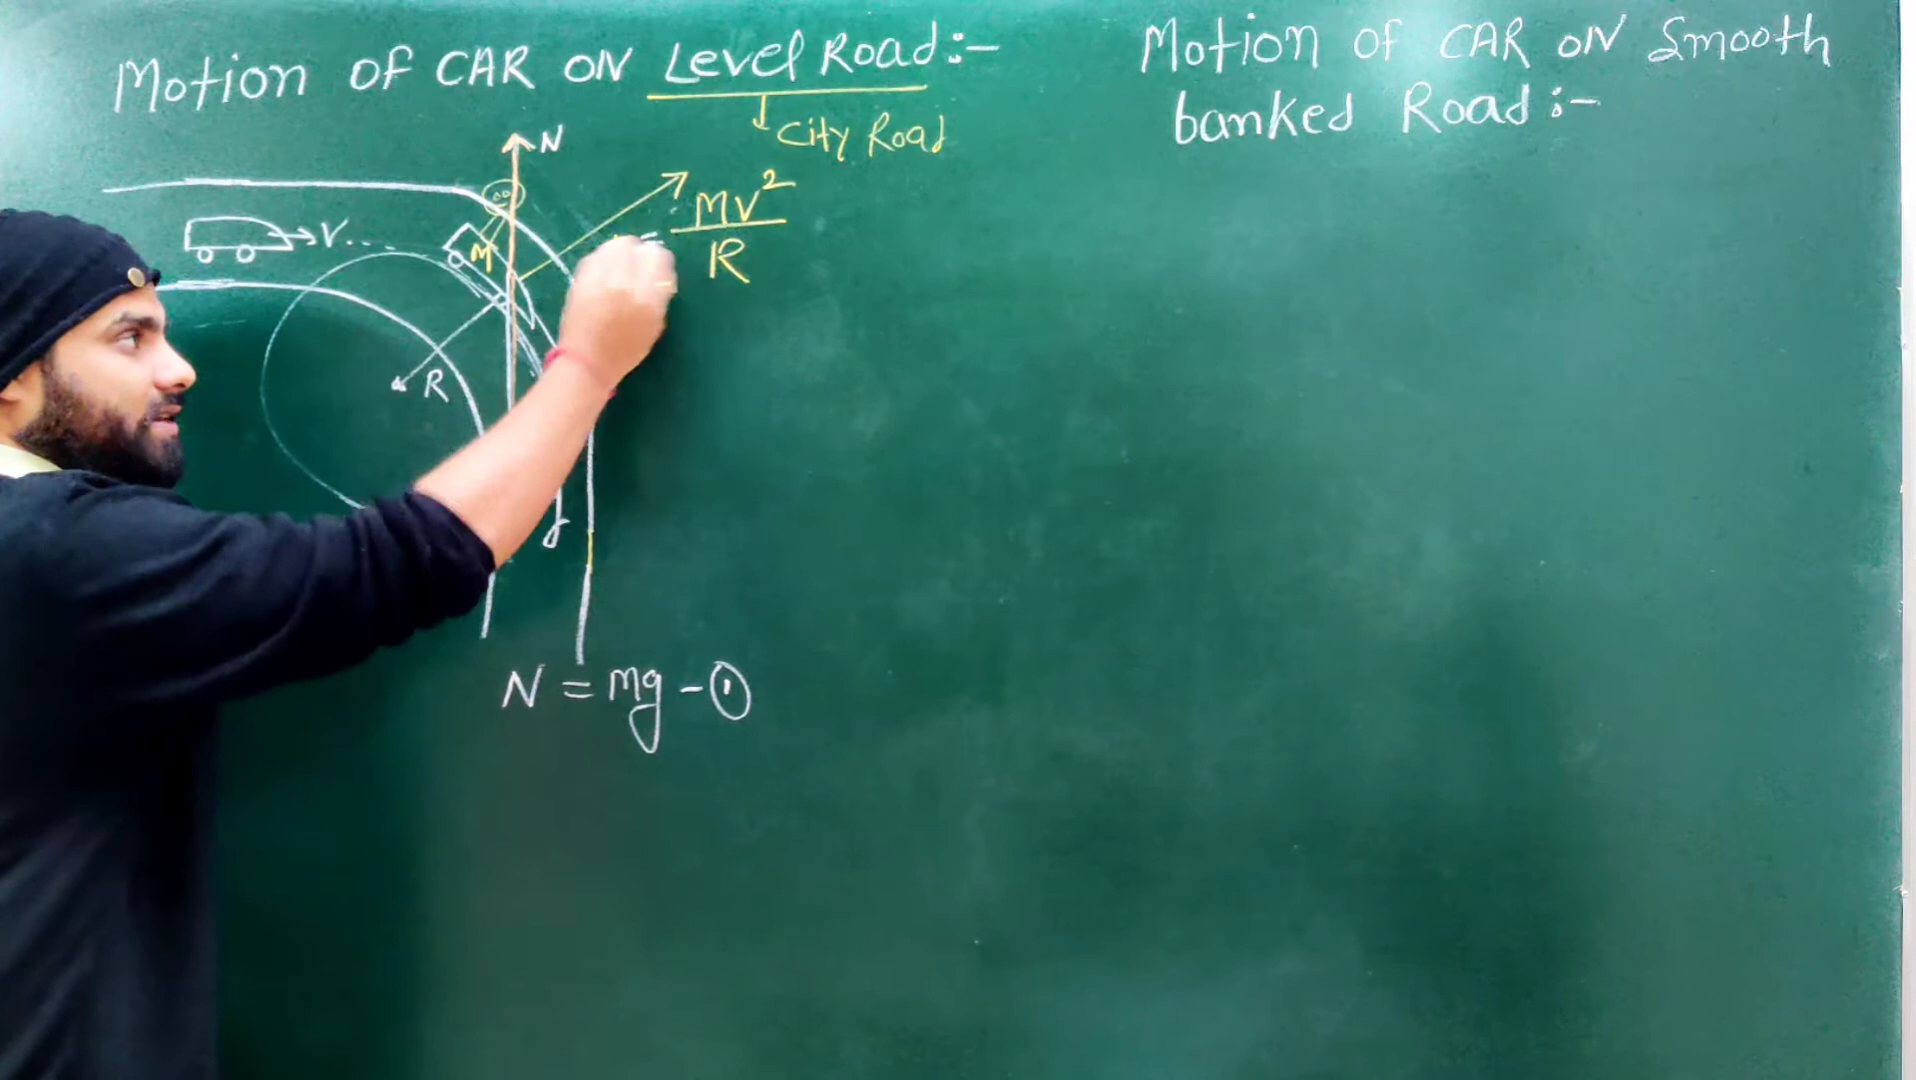 Motion OF CAR ON Level Road:-
City Road
N
V....
M
MV²
R
R
g
N = mg - ①
Motion OF CAR ON Smooth
banked Road:-